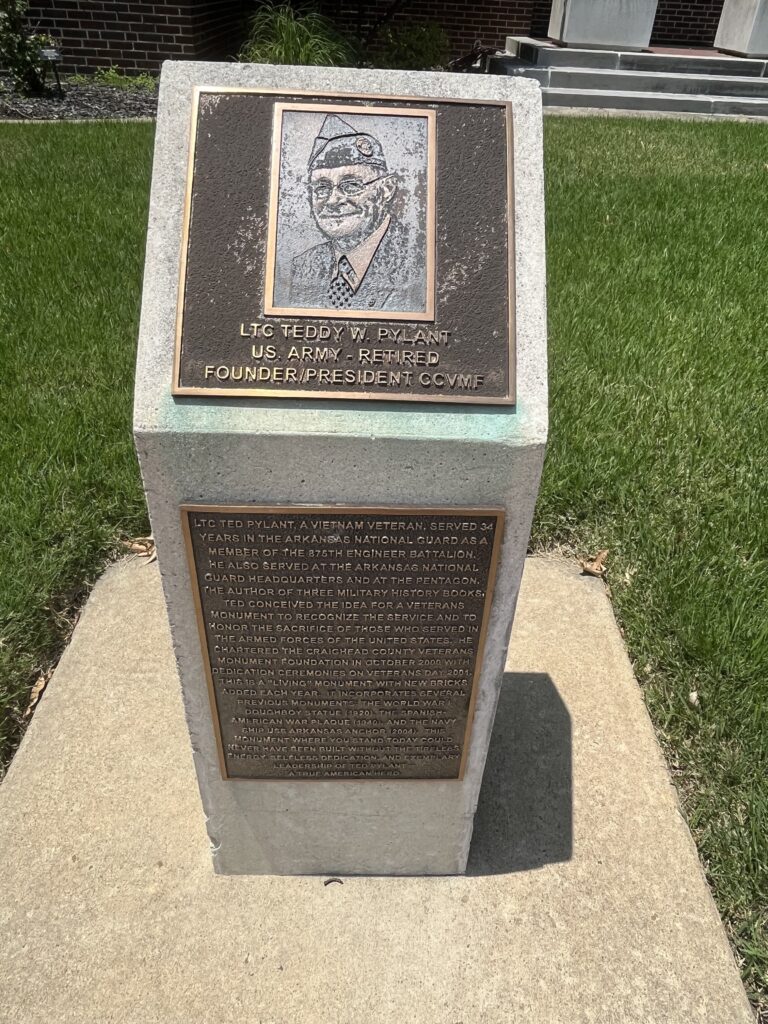 LTC TEDDY W. PYLANT
US. ARMY - RETIRED
FOUNDER/PRESIDENT CCVMF
LTC TED PYLANT, A VIETNAM VETERAN, SERVED 34
YEARS IN THE ARKANSAS NATIONAL GUARD AS A
MEMBER OF THE 875TH ENGINEER BATTALION.
HE ALSO SERVED AT THE ARKANSAS NATIONAL
GUARD HEADQUARTERS AND AT THE PENTAGON.
THE AUTHOR OF THREE MILITARY HISTORY BOOKS,
TED CONCEIVED THE IDEA FOR A VETERANS
MONUMENT TO RECOGNIZE THE SERVICE AND TO
HONOR THE SACRIFICE OF THOSE WHO SERVED IN
THE ARMED FORCES OF THE UNITED STATES. HE
CHARTERED THE CRAIGHEAD COUNTY VETERANS
MONUMENT FOUNDATION IN OCTOBER 2000 WITH
DEDICATION CEREMONIES ON VETERANS DAY 2001.
THIS IS A "LIVING" MONUMENT WITH NEW BRICKS
ADDED EACH YEAR. IT INCORPORATES SEVERAL
PREVIOUS MONUMENTS: THE WORLD WAR I
DOUGHBOY STATUE (1920), THE SPANISH-
AMERICAN WAR PLAQUE (1940), AND THE NAVY
SHIP USS ARKANSAS ANCHOR (2004). THIS
MONUMENT WHERE YOU STAND TODAY COULD
NEVER HAVE BEEN BUILT WITHOUT THE TIRELESS
ENERGY, SELFLESS DEDICATION, AND EXEMPLARY
LEADERSHIP OF TED PYLANT -
A TRUE AMERICAN HERO.